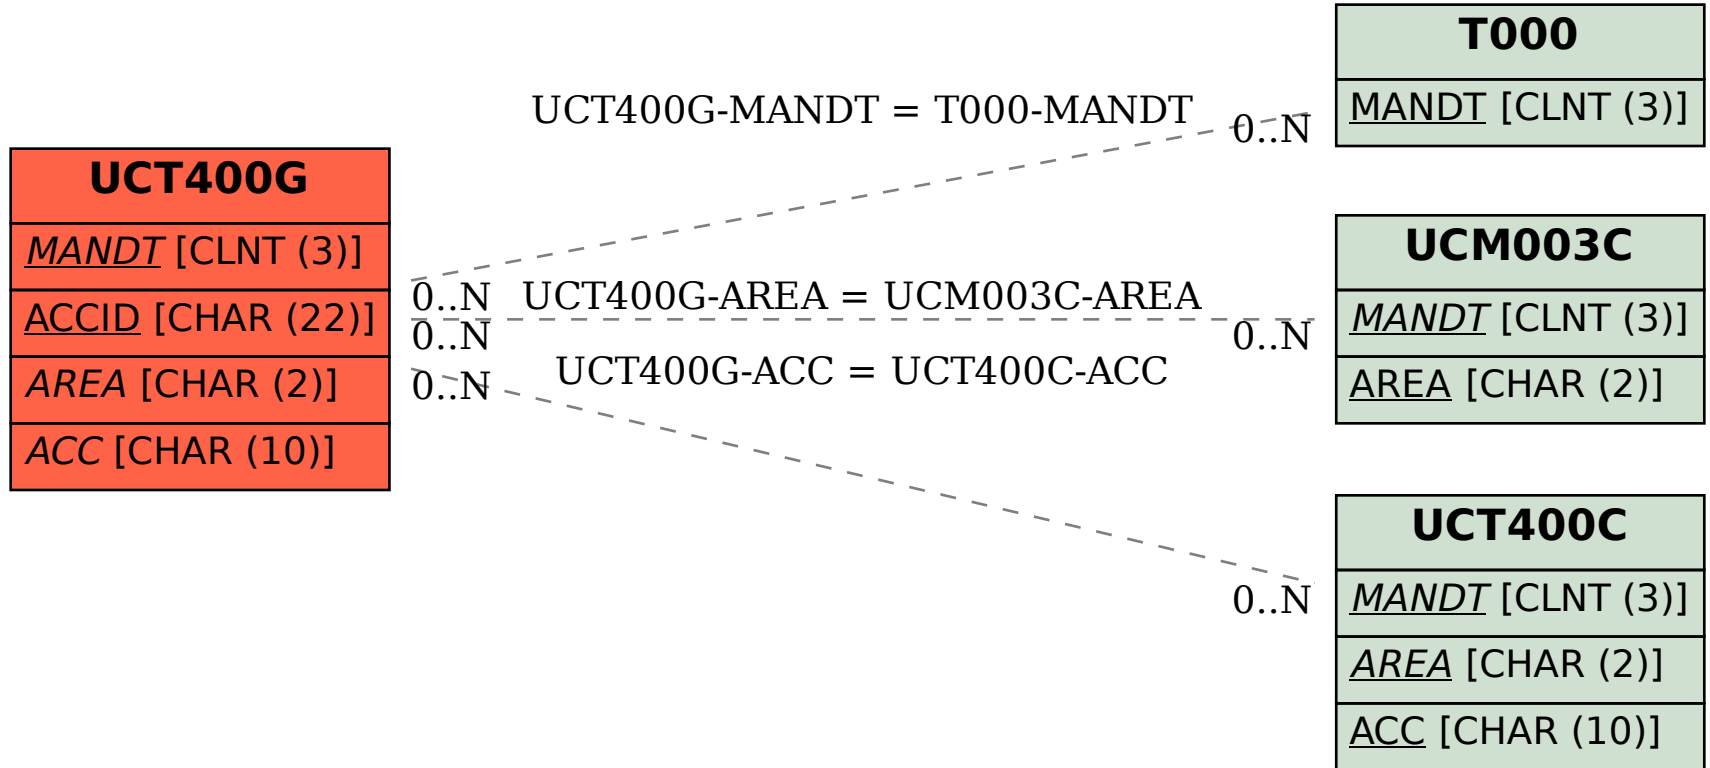 UCT400G
MANDT [CLNT (3)]
ACCID [CHAR (22)]
AREA [CHAR (2)]
ACC [CHAR (10)]
UCT400G-MANDT = T000-MANDT
0..N
0..N
UCT400G-AREA = UCM003C-AREA
0..N
0..N
UCT400G-ACC = UCT400C-ACC
0..N
0..N
T000
MANDT [CLNT (3)]
UCM003C
MANDT [CLNT (3)]
AREA [CHAR (2)]
UCT400C
MANDT [CLNT (3)]
AREA [CHAR (2)]
ACC [CHAR (10)]